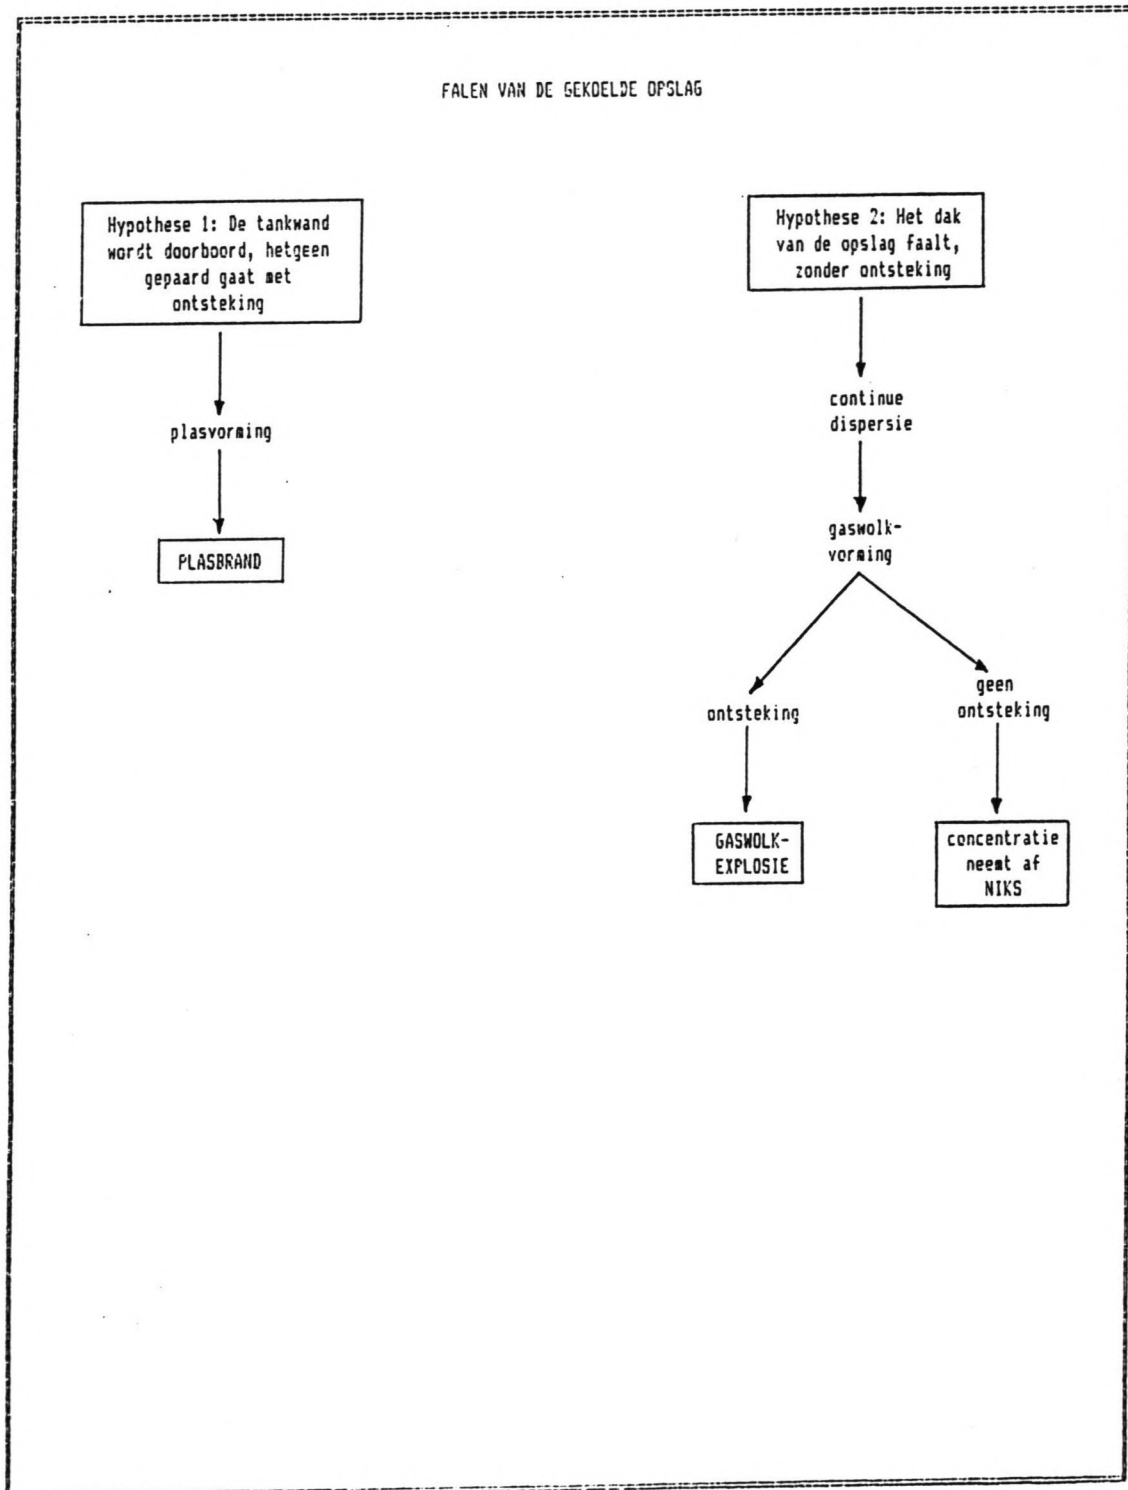 FALEN VAN DE GEKOELDE OPSLAG
Hypothese 1: De tankwand
wordt doorboord, hetgeen
gepaard gaat met
ontsteking
plasvorming
PLASBRAND
Hypothese 2: Het dak
van de opslag faalt,
zonder ontsteking
continue
dispersie
gaswolk-
vorming
ontsteking
geen
ontsteking
GASWOLK-
EXPLOSIE
concentratie
neemt af
NIKS